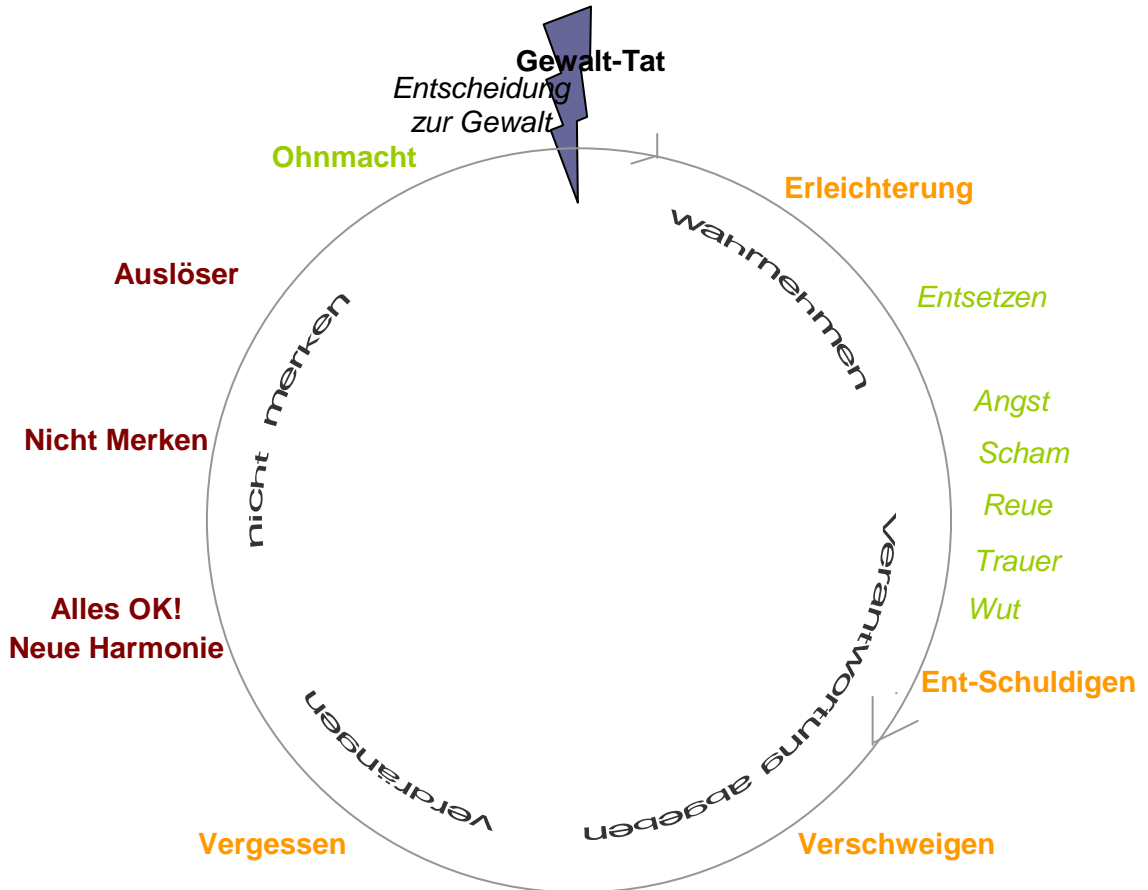 Gewalt-Tat
Entscheidung
zur Gewalt
Ohnmacht
Erleichterung
wahrnehmen
Auslöser
Entsetzen
nicht merken
Angst
Nicht Merken
Scham
Reue
verantwortung abgeben
Trauer
Alles OK!
Neue Harmonie
Wut
Ent-Schuldigen
verdrängen
Vergessen
Verschweigen